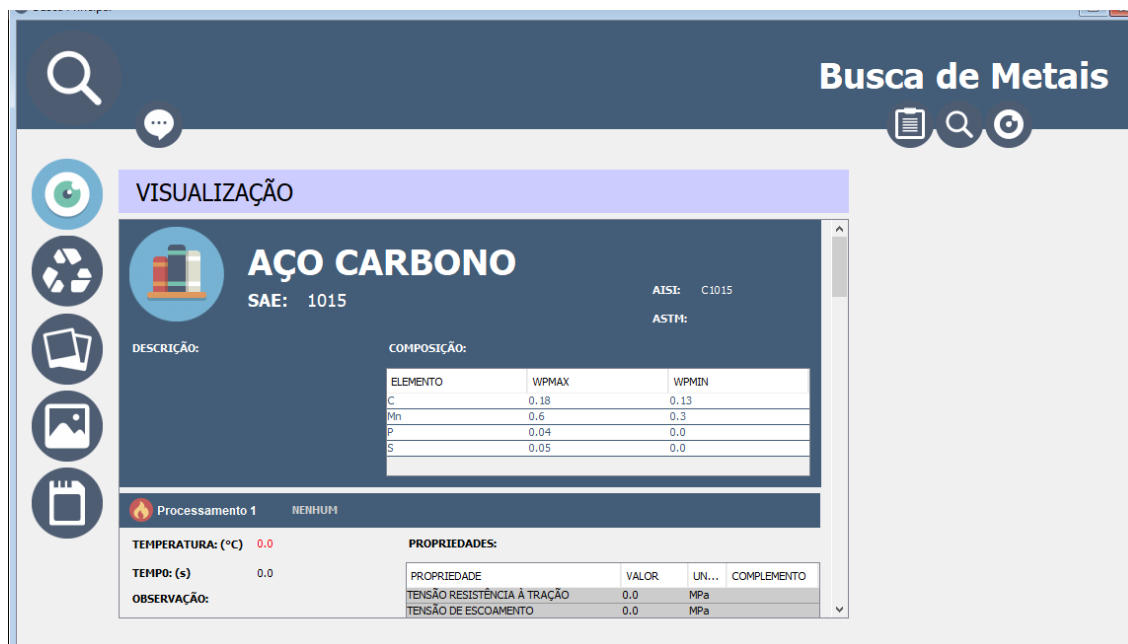 Busca de Metais
VISUALIZAÇÃO
AÇO CARBONO
SAE: 1015
AISI: C1015
ASTM:
DESCRIÇÃO:
COMPOSIÇÃO:
ELEMENTO WPMAX WPMIN
C 0.18 0.13
Mn 0.6 0.3
P 0.04 0.0
S 0.05 0.0
Processamento 1 NENHUM
TEMPERATURA: (°C) 0.0
TEMP0: (s) 0.0
OBSERVAÇÃO:
PROPRIEDADES:
PROPRIEDADE VALOR UN... COMPLEMENTO
TENSÃO RESISTÊNCIA À TRAÇÃO 0.0 MPa
TENSÃO DE ESCOAMENTO 0.0 MPa